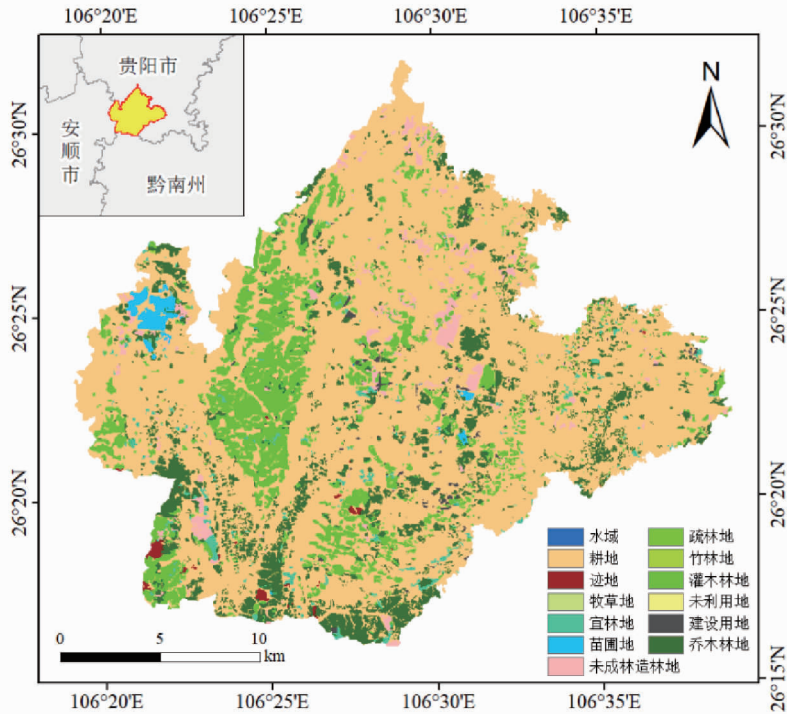 106°20′E 106°25′E 106°30′E 106°35′E
贵阳市
安顺市
黔南州
N
26°30′N 26°30′N
26°25′N 26°25′N
26°20′N 26°20′N
26°15′N
水域 疏林地
耕地 竹林地
迹地 灌木林地
牧草地 未利用地
宜林地 建设用地
苗圃地 乔木林地
未成林造林地
0 5 10
km
106°20′E 106°25′E 106°30′E 106°35′E